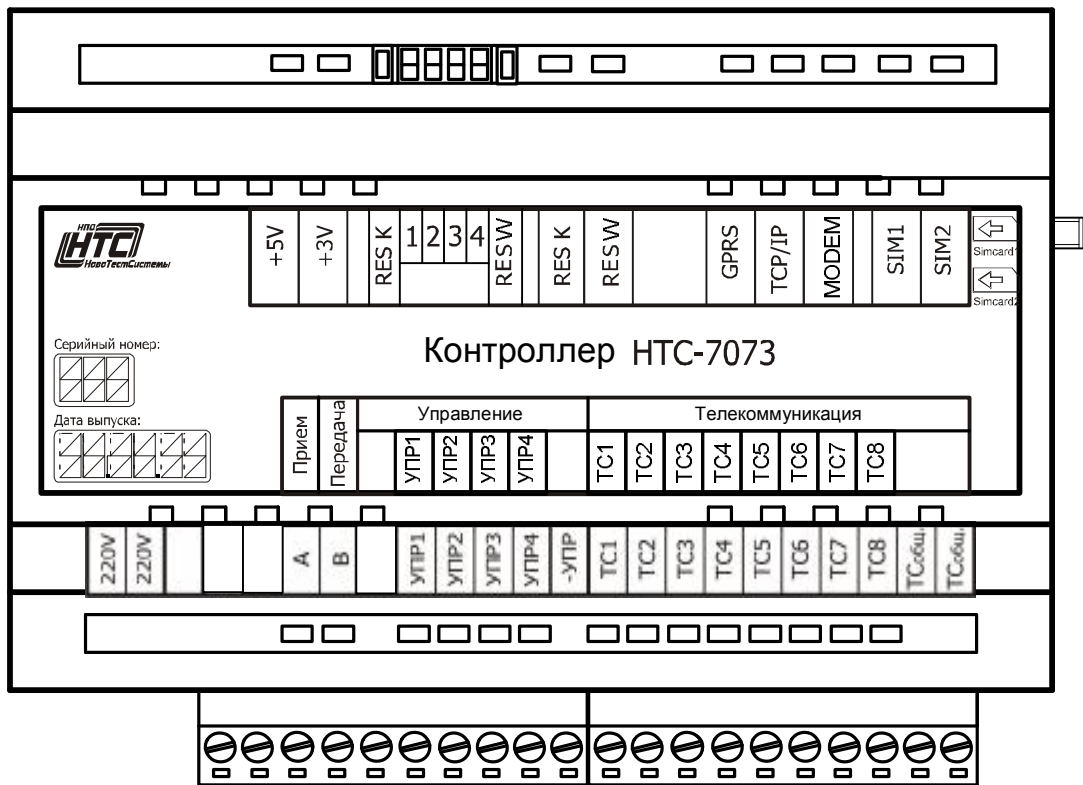 НПО
НТС
НовоТестСистемы
+5V
+3V
RES K
1 2 3 4
RESW
RES K
RESW
GPRS
TCP/IP
MODEM
SIM1
SIM2
Simcard1
Simcard2
Серийный номер:
Контроллер НТС-7073
Дата выпуска:
Прием
Передача
Управление
Телекоммуникация
УПР1
УПР2
УПР3
УПР4
ТС1
ТС2
ТС3
ТС4
ТС5
ТС6
ТС7
ТС8
220V
220V
A
B
УПР1
УПР2
УПР3
УПР4
-УПР
ТС1
ТС2
ТС3
ТС4
ТС5
ТС6
ТС7
ТС8
ТСобщ.
ТСобщ.